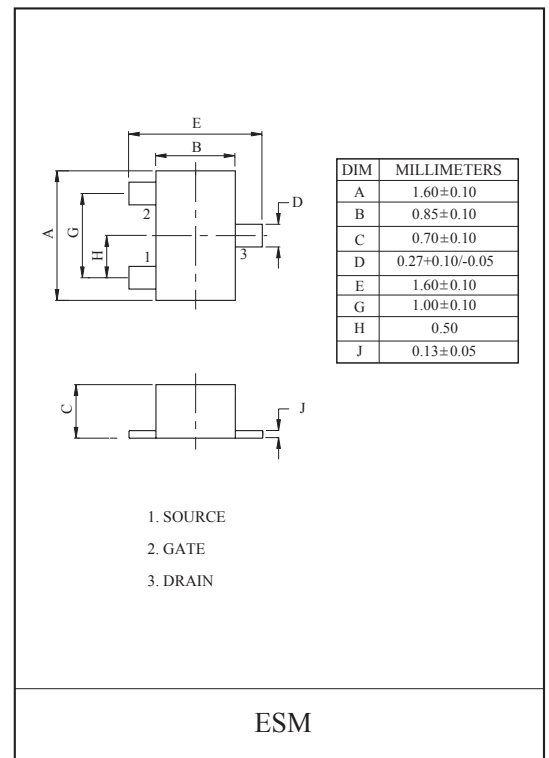 E
B
A
G
H
2
1
D
3
DIM MILLIMETERS
A 1.60±0.10
B 0.85±0.10
C 0.70±0.10
D 0.27+0.10/-0.05
E 1.60±0.10
G 1.00±0.10
H 0.50
J 0.13±0.05
C
J
1. SOURCE
2. GATE
3. DRAIN
ESM